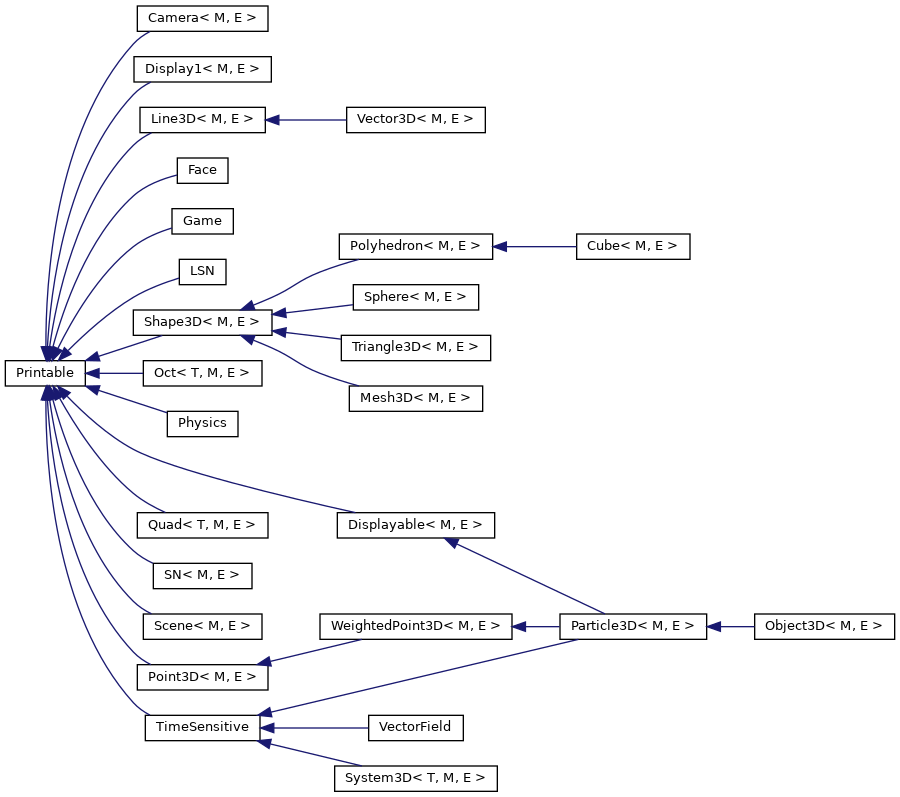 Camera< M, E >
Display1< M, E >
Line3D< M, E >
Vector3D< M, E >
Face
Game
Polyhedron< M, E >
Cube< M, E >
LSN
Sphere< M, E >
Shape3D< M, E >
Triangle3D< M, E >
Printable
Oct< T, M, E >
Mesh3D< M, E >
Physics
Quad< T, M, E >
Displayable< M, E >
SN< M, E >
Scene< M, E >
WeightedPoint3D< M, E >
Particle3D< M, E >
Object3D< M, E >
Point3D< M, E >
TimeSensitive
VectorField
System3D< T, M, E >